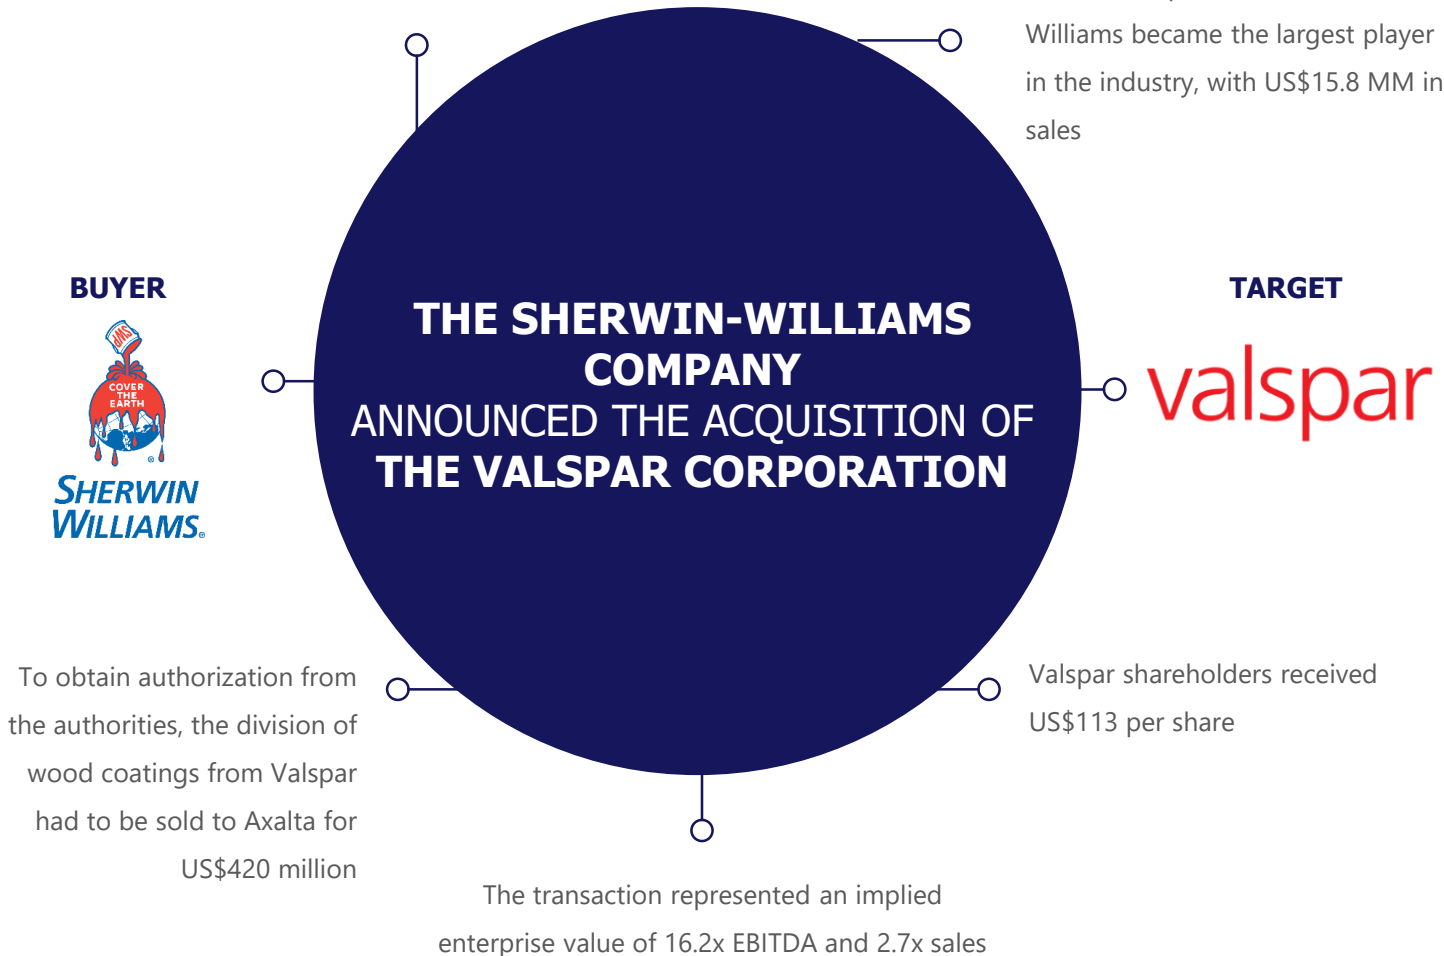 Williams became the largest player
in the industry, with US$15.8 MM in
sales
BUYER
TARGET
SWP
COVER
THE
EARTH
SHERWIN
WILLIAMS®
THE SHERWIN-WILLIAMS
COMPANY
ANNOUNCED THE ACQUISITION OF
THE VALSPAR CORPORATION
valspar
To obtain authorization from
the authorities, the division of
wood coatings from Valspar
had to be sold to Axalta for
US$420 million
Valspar shareholders received
US$113 per share
The transaction represented an implied
enterprise value of 16.2x EBITDA and 2.7x sales